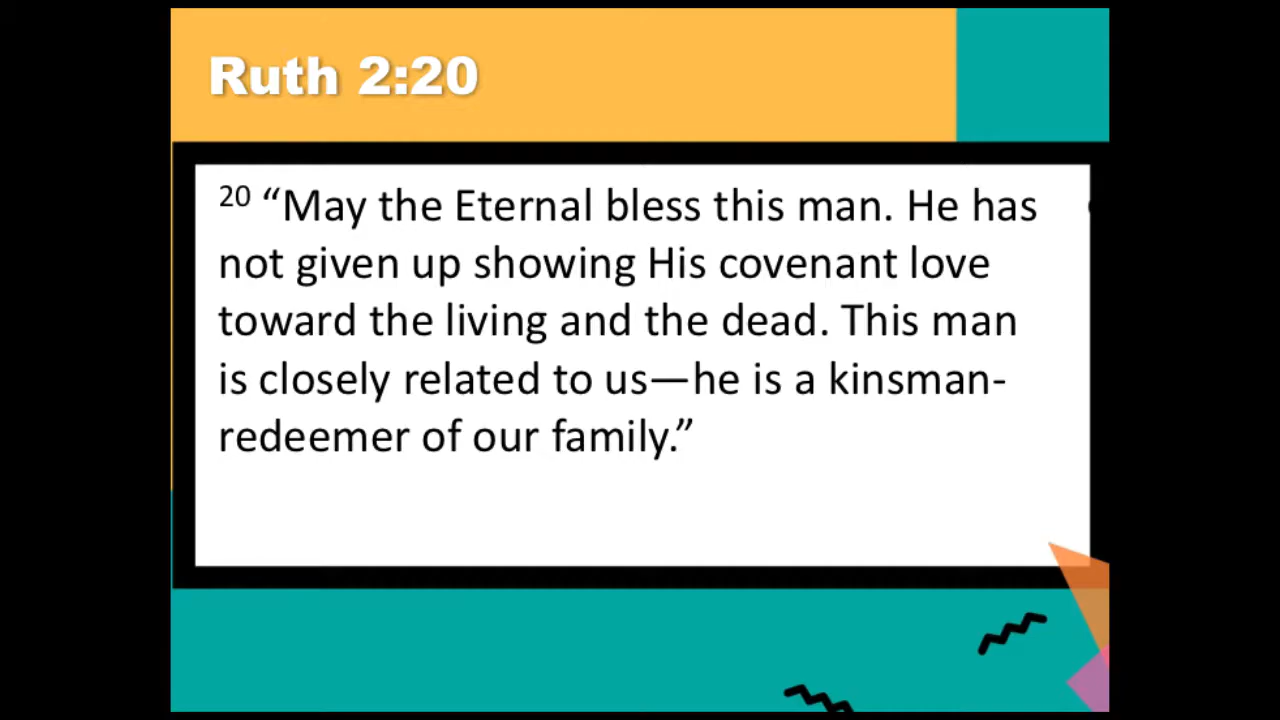 Ruth 2:20
20 “May the Eternal bless this man. He has
not given up showing His covenant love
toward the living and the dead. This man
is closely related to us—he is a kinsman-
redeemer of our family.”